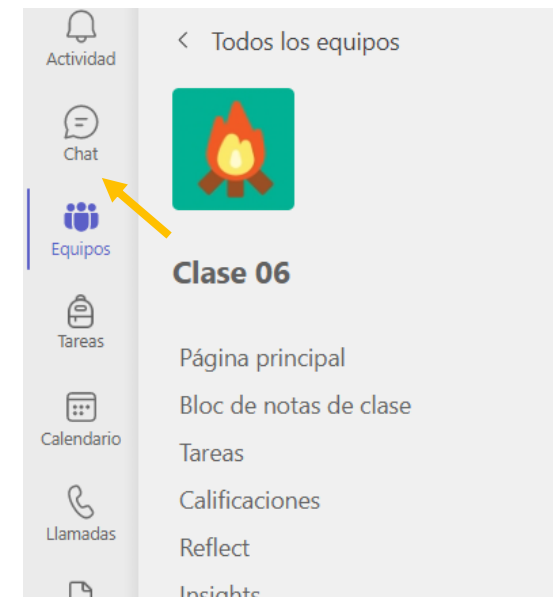 Actividad
Chat
Equipos
Tareas
Calendario
Llamadas
Todos los equipos
Clase 06
Página principal
Bloc de notas de clase
Tareas
Calificaciones
Reflect
Insights